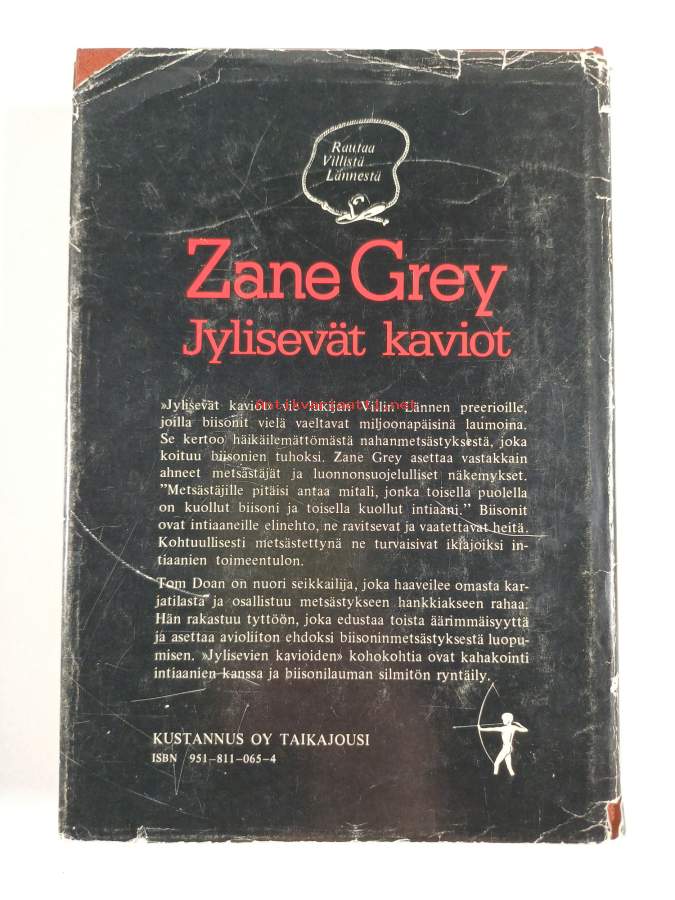 Rautaa
Villistä
Lännestä
Zane Grey
Jylisevät kaviot
»Jylisevät kaviot» vie lukijan Villin Lännen preerioille,
antikvariaatti.net
joilla biisonit vielä vaeltavat miljoonapäisinä laumoina.
Se kertoo häikäilemättömästä nahanmetsästyksestä, joka
koituu biisonien tuhoksi. Zane Grey asettaa vastakkain
ahneet metsästäjät ja luonnonsuojelulliset näkemykset.
”Metsästäjille pitäisi antaa mitali, jonka toisella puolella
on kuollut biisoni ja toisella kuollut intiaani.” Biisonit
ovat intiaaneille elinehto, ne ravitsevat ja vaatettavat heitä.
Kohtuullisesti metsästettynä ne turvaisivat ikiajoiksi in-
tiaanien toimeentulon.
Tom Doan on nuori seikkailija, joka haaveilee omasta kar-
jatilasta ja osallistuu metsästykseen hankkiakseen rahaa.
Hän rakastuu tyttöön, joka edustaa toista äärimmäisyyttä
ja asettaa avioliiton ehdoksi biisoninmetsästyksestä luopu-
misen. »Jylisevien kavioiden» kohokohtia ovat kahakointi
intiaanien kanssa ja biisonilauman silmitön ryntäily.
KUSTANNUS OY TAIKAJOUSI
ISBN 951-811-065-4